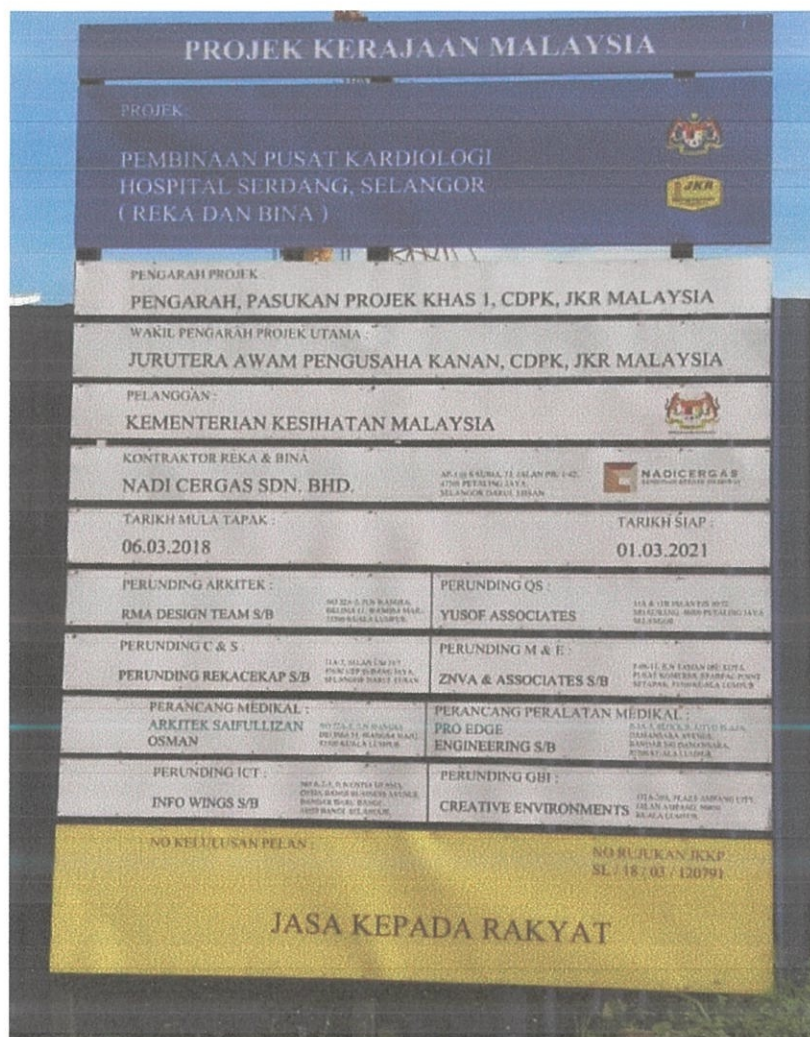 PROJEK KERAJAAN MALAYSIA
PROJEK:
PEMBINAAN PUSAT KARDIOLOGI
HOSPITAL SERDANG, SELANGOR
( REKA DAN BINA )
JKR
PENGARAH PROJEK :
PENGARAH, PASUKAN PROJEK KHAS 1, CDPK, JKR MALAYSIA
WAKIL PENGARAH PROJEK UTAMA :
JURUTERA AWAM PENGUASA KANAN, CDPK, JKR MALAYSIA
PELANGGAN :
KEMENTERIAN KESIHATAN MALAYSIA
KONTRAKTOR REKA & BINA
NADI CERGAS SDN. BHD.
NADICERGAS
TARIKH MULA TAPAK :
06.03.2018
TARIKH SIAP :
01.03.2021
PERUNDING ARKITEK :
RMA DESIGN TEAM S/B
PERUNDING QS :
YUSOF ASSOCIATES
PERUNDING C & S :
PERUNDING REKACEKAP S/B
PERUNDING M & E :
ZNVA & ASSOCIATES S/B
PERANCANG MEDIKAL :
ARKITEK SAIFULLIZAN
OSMAN
PERANCANG PERALATAN MEDIKAL :
PRO EDGE
ENGINEERING S/B
PERUNDING ICT :
INFO WINGS S/B
PERUNDING GBI :
CREATIVE ENVIRONMENTS
NO KELULUSAN PELAN :
NO RUJUKAN JKKP
SL / 18 / 03 / 120791
JASA KEPADA RAKYAT